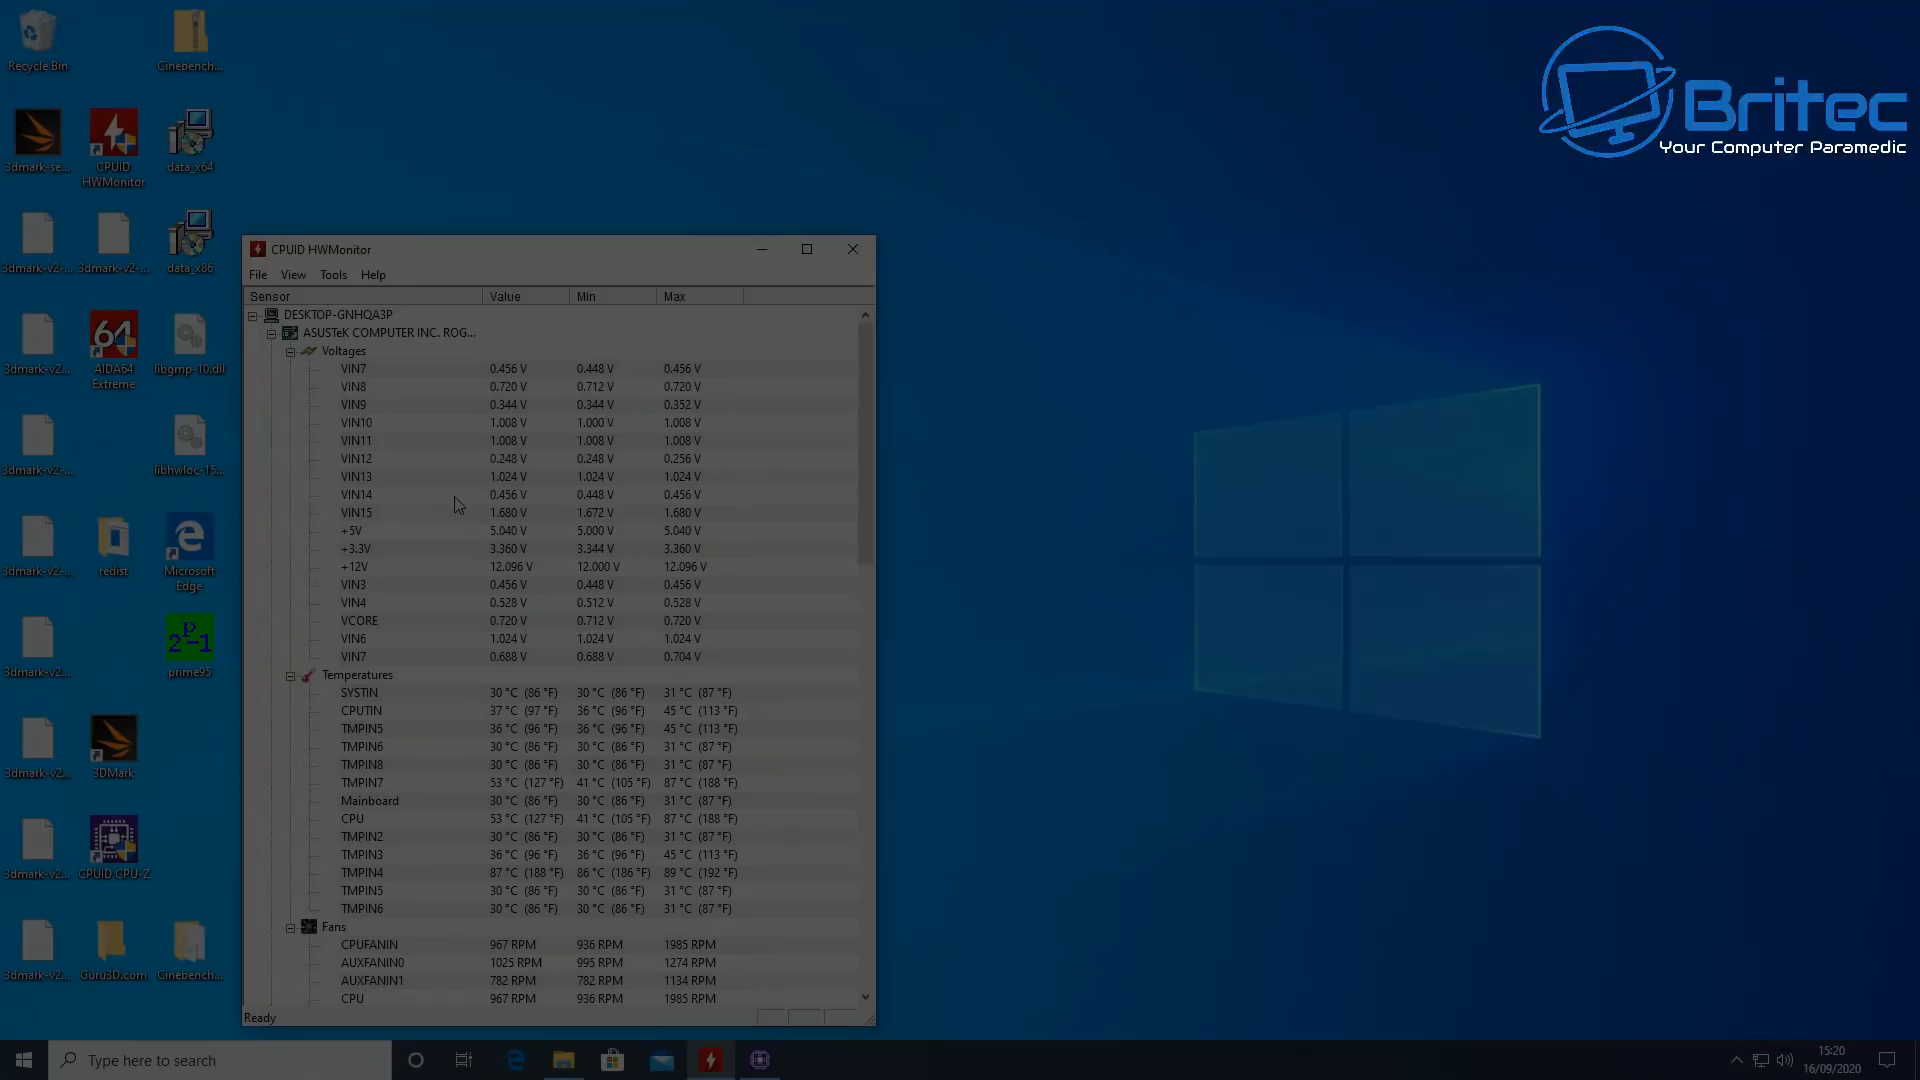 Recycle Bin
Cinebench...
3dmark-se...
CPUID
HWMonitor
data_x64
3dmark-v2-...
3dmark-v2-...
data_x86
3dmark-v2...
64
AIDA64
Extreme
libgmp-10.dll
3dmark-v2-...
libhwloc-15...
3dmark-v2-...
redist
Microsoft
Edge
3dmark-v2...
2P-1
prime95
3dmark-v2...
3DMark
3dmark-v2...
CPUID CPU-Z
3dmark-v2...
Guru3D.com
Cinebench...
Britec
Your Computer Paramedic
CPUID HWMonitor
File View Tools Help
Sensor Value Min Max
DESKTOP-GNHQA3P
ASUSTeK COMPUTER INC. ROG...
Voltages
VIN7 0.456 V 0.448 V 0.456 V
VIN8 0.720 V 0.712 V 0.720 V
VIN9 0.344 V 0.344 V 0.352 V
VIN10 1.008 V 1.000 V 1.008 V
VIN11 1.008 V 1.008 V 1.008 V
VIN12 0.248 V 0.248 V 0.256 V
VIN13 1.024 V 1.024 V 1.024 V
VIN14 0.456 V 0.448 V 0.456 V
VIN15 1.680 V 1.672 V 1.680 V
+5V 5.040 V 5.000 V 5.040 V
+3.3V 3.360 V 3.344 V 3.360 V
+12V 12.096 V 12.000 V 12.096 V
VIN3 0.456 V 0.448 V 0.456 V
VIN4 0.528 V 0.512 V 0.528 V
VCORE 0.720 V 0.712 V 0.720 V
VIN6 1.024 V 1.024 V 1.024 V
VIN7 0.688 V 0.688 V 0.704 V
Temperatures
SYSTIN 30 °C (86 °F) 30 °C (86 °F) 31 °C (87 °F)
CPUTIN 37 °C (97 °F) 36 °C (96 °F) 45 °C (113 °F)
TMPIN5 36 °C (96 °F) 36 °C (96 °F) 45 °C (113 °F)
TMPIN6 30 °C (86 °F) 30 °C (86 °F) 31 °C (87 °F)
TMPIN8 30 °C (86 °F) 30 °C (86 °F) 31 °C (87 °F)
TMPIN7 53 °C (127 °F) 41 °C (105 °F) 87 °C (188 °F)
Mainboard 30 °C (86 °F) 30 °C (86 °F) 31 °C (87 °F)
CPU 53 °C (127 °F) 41 °C (105 °F) 87 °C (188 °F)
TMPIN2 30 °C (86 °F) 30 °C (86 °F) 31 °C (87 °F)
TMPIN3 36 °C (96 °F) 36 °C (96 °F) 45 °C (113 °F)
TMPIN4 87 °C (188 °F) 86 °C (186 °F) 89 °C (192 °F)
TMPIN5 30 °C (86 °F) 30 °C (86 °F) 31 °C (87 °F)
TMPIN6 30 °C (86 °F) 30 °C (86 °F) 31 °C (87 °F)
Fans
CPUFANIN 967 RPM 936 RPM 1985 RPM
AUXFANIN0 1025 RPM 995 RPM 1274 RPM
AUXFANIN1 782 RPM 782 RPM 1134 RPM
CPU 967 RPM 936 RPM 1985 RPM
Ready
Type here to search
15:20
16/09/2020